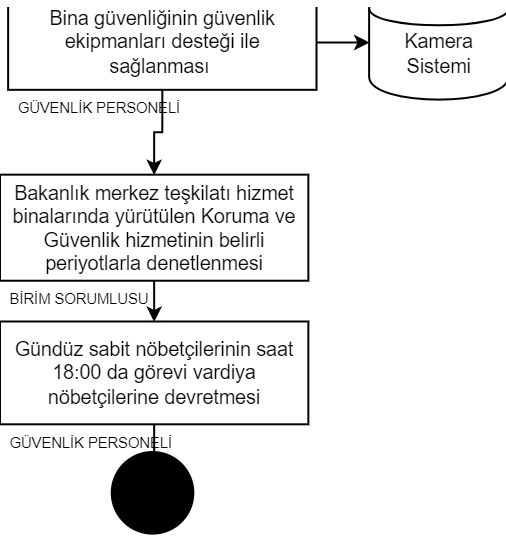 Bina güvenliğinin güvenlik
ekipmanları desteği ile
sağlanması
Kamera
Sistemi
GÜVENLİK PERSONELİ
Bakanlık merkez teşkilatı hizmet
binalarında yürütülen Koruma ve
Güvenlik hizmetinin belirli
periyotlarla denetlenmesi
BİRİM SORUMLUSU
Gündüz sabit nöbetçilerinin saat
18:00 da görevi vardiya
nöbetçilerine devretmesi
GÜVENLİK PERSONELİ